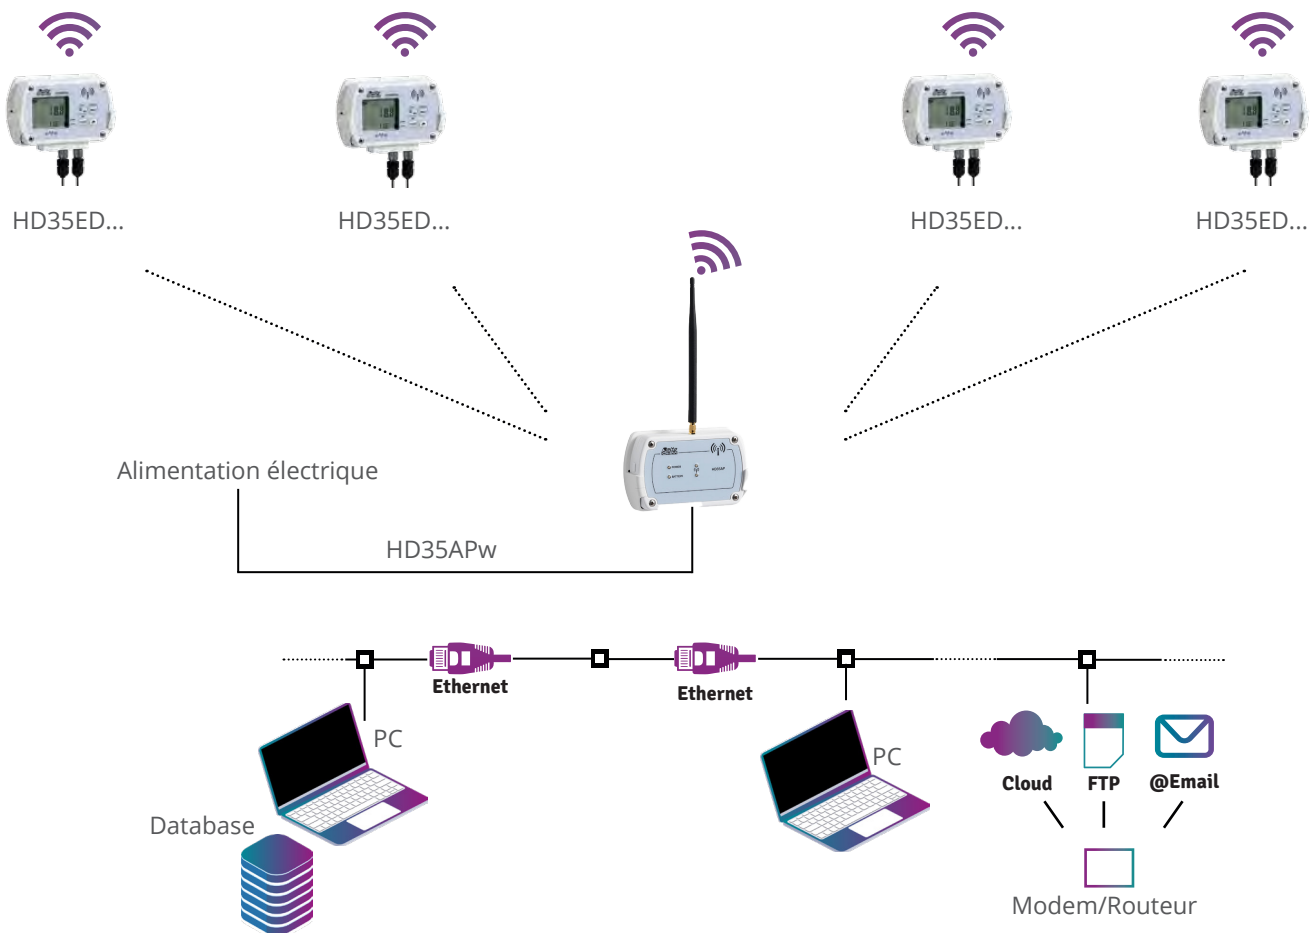 HD35ED...
HD35ED...
HD35ED...
HD35ED...
Alimentation électrique
HD35APw
Ethernet
Ethernet
PC
PC
Database
Cloud
FTP
@Email
Modem/Routeur